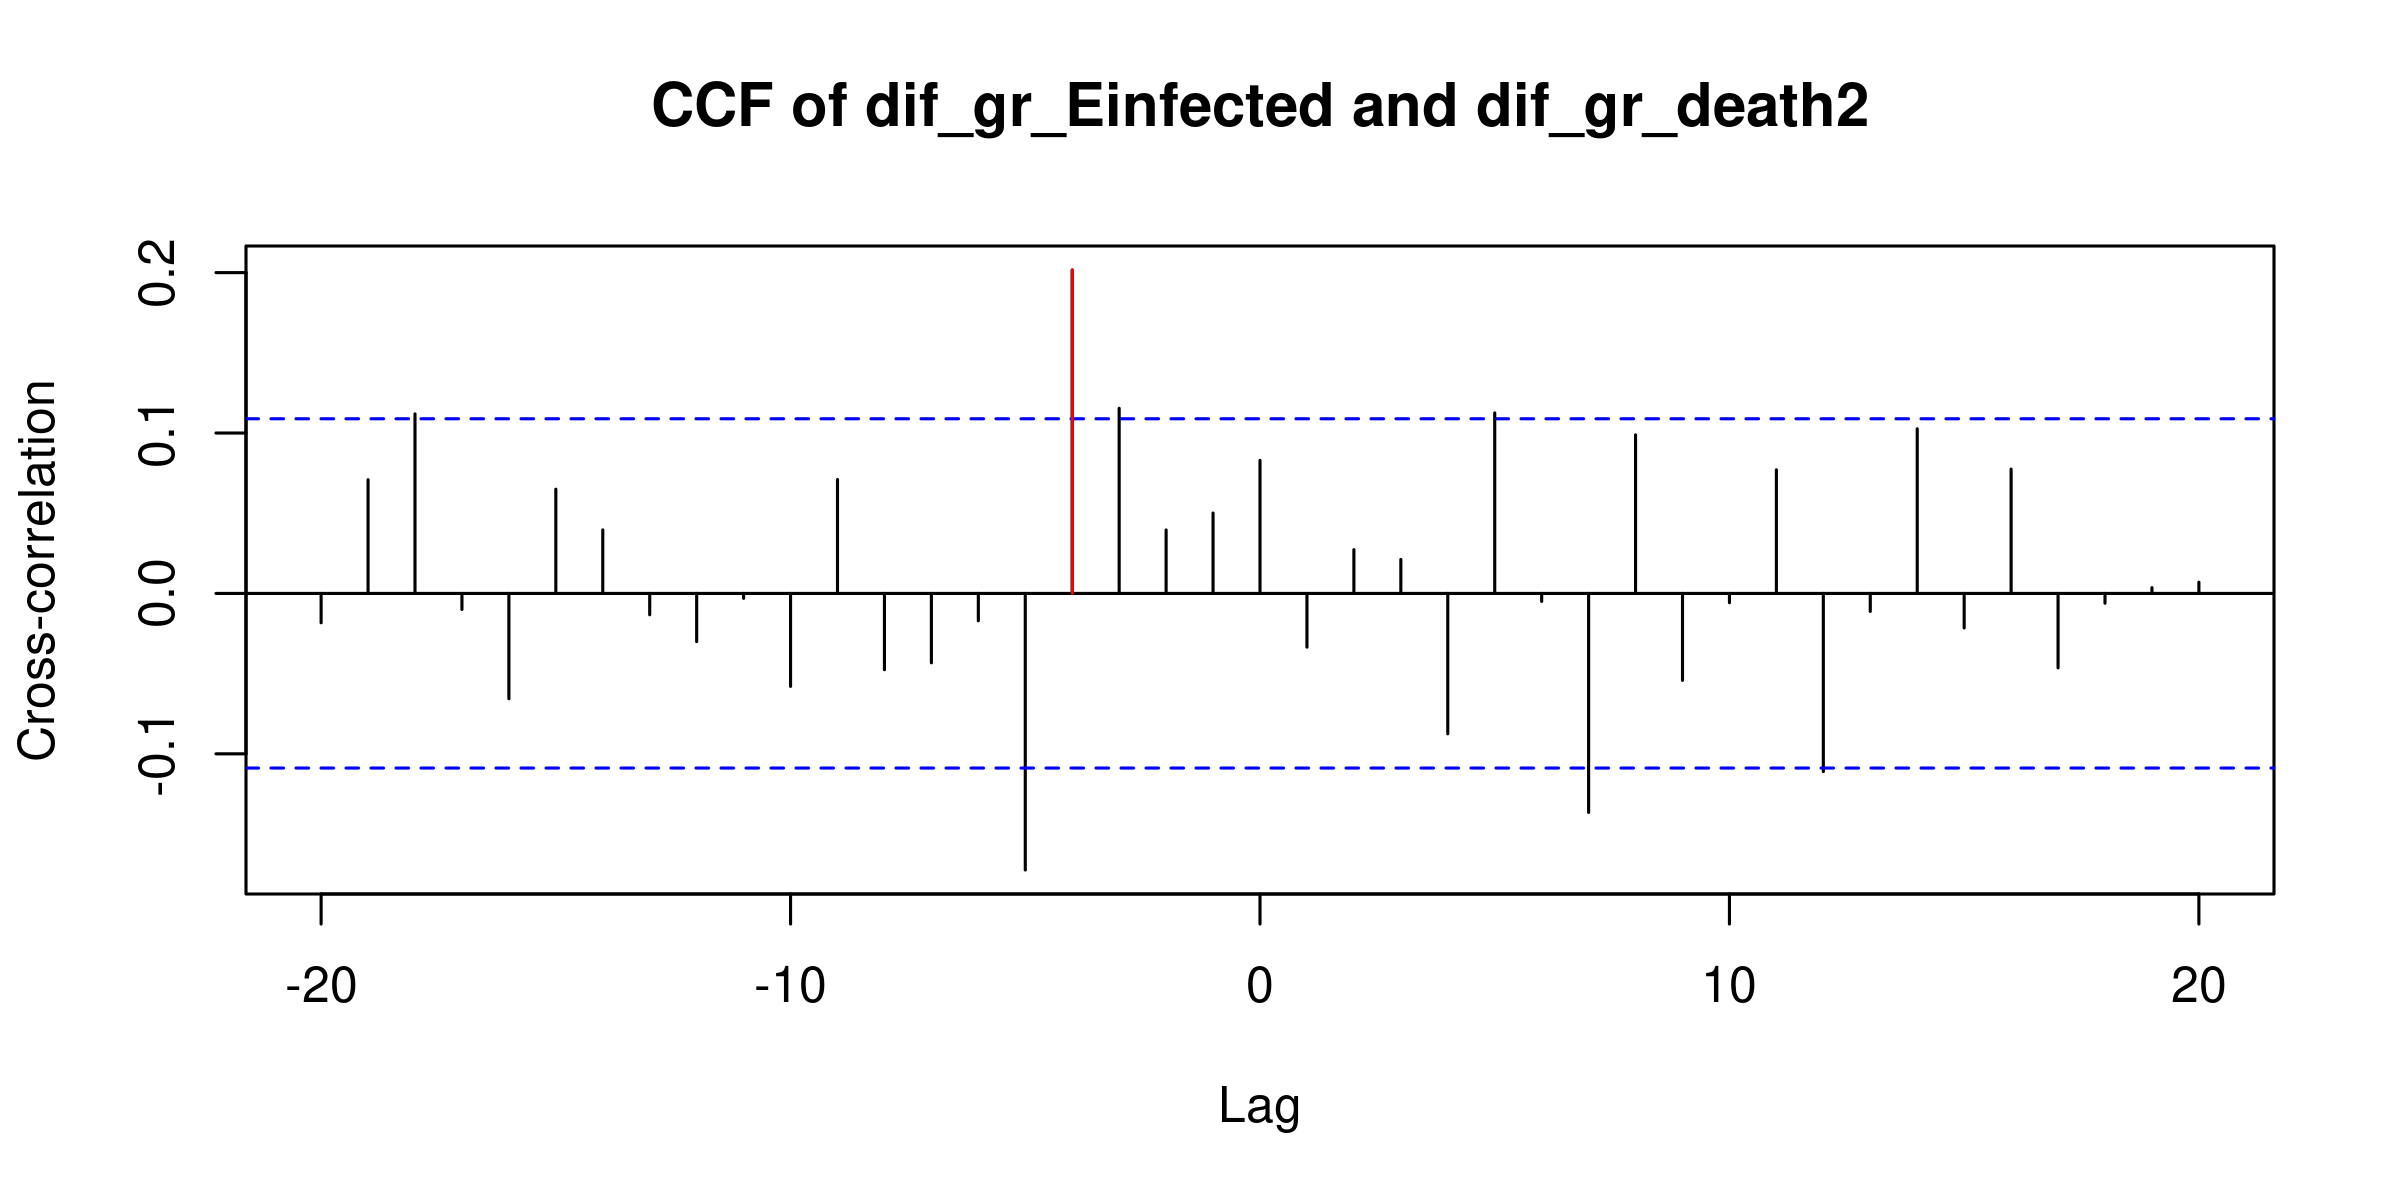 CCF of dif_gr_Einfected and dif_gr_death2
Cross-correlation
0.2
0.1
0.0
-0.1
-20 -10 0 10 20
Lag